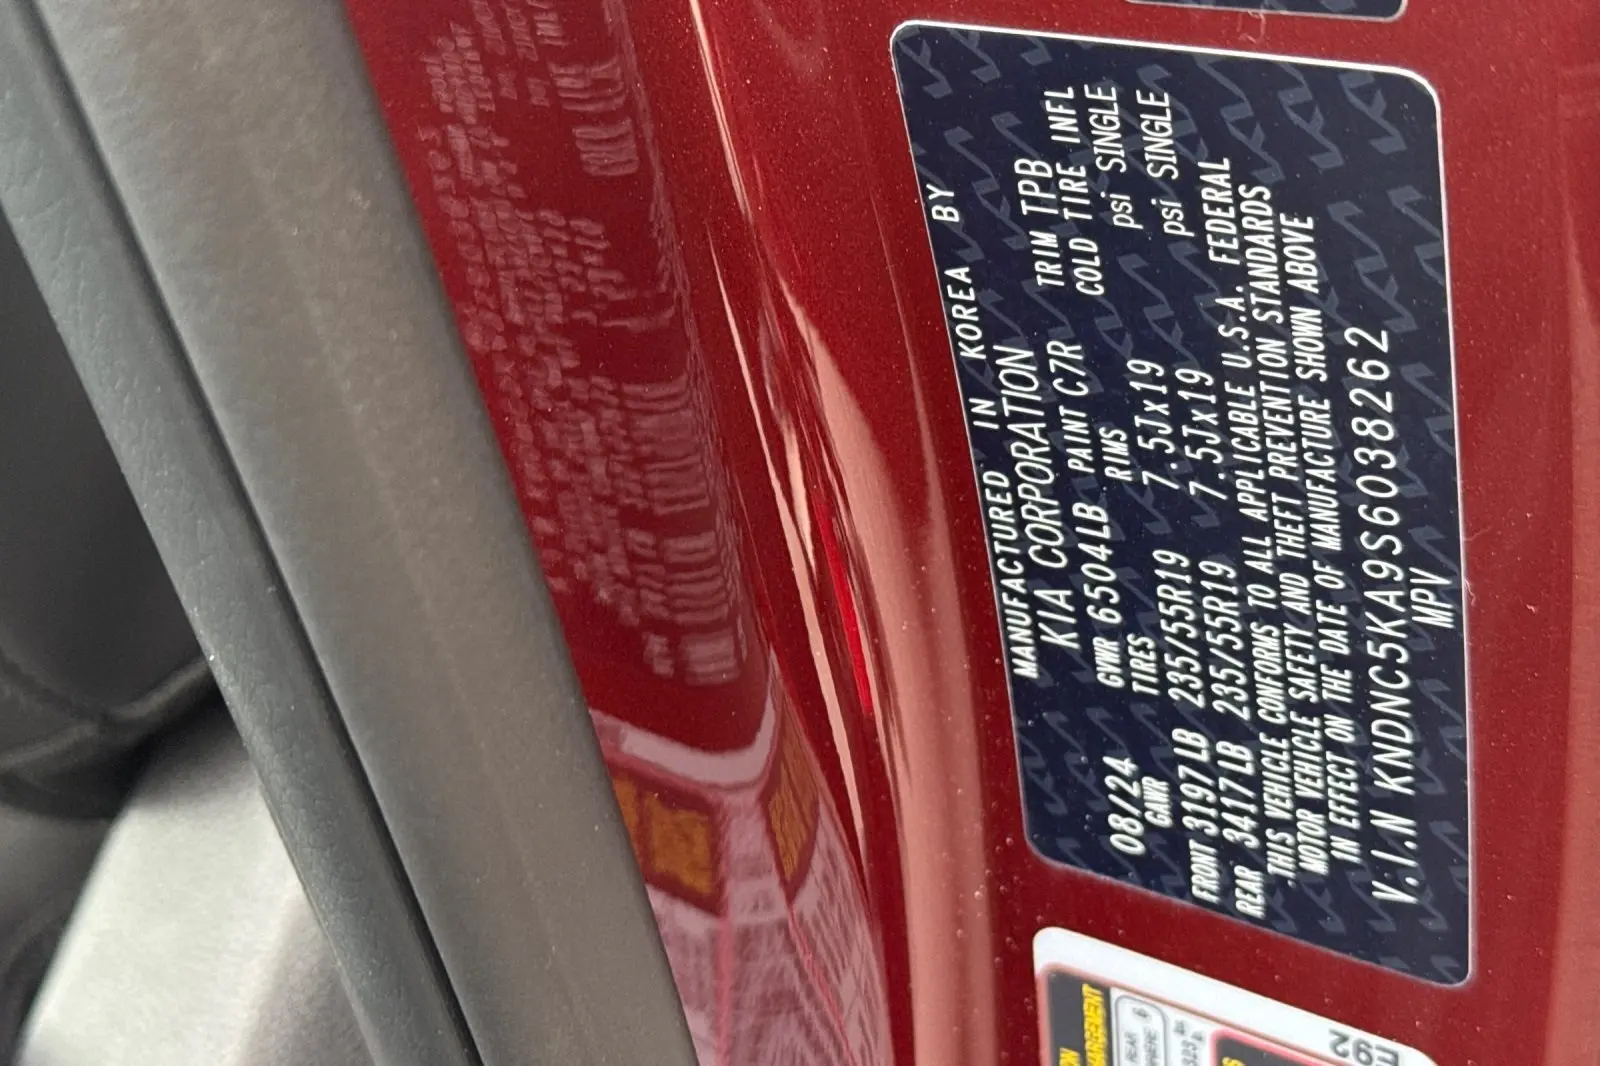 MANUFACTURED IN KOREA BY
KIA CORPORATION
08/24 GVWR 6504LB PAINT C7R TRIM TPB
GAWR TIRES RIMS COLD TIRE INFL
FRONT 3197LB 235/55R19 7.5Jx19 psi SINGLE
REAR 3417LB 235/55R19 7.5Jx19 psi SINGLE
THIS VEHICLE CONFORMS TO ALL APPLICABLE U.S.A. FEDERAL
MOTOR VEHICLE SAFETY AND THEFT PREVENTION STANDARDS
IN EFFECT ON THE DATE OF MANUFACTURE SHOWN ABOVE
V.I.N KNDNC5KA9S6038262
MPV
REAR